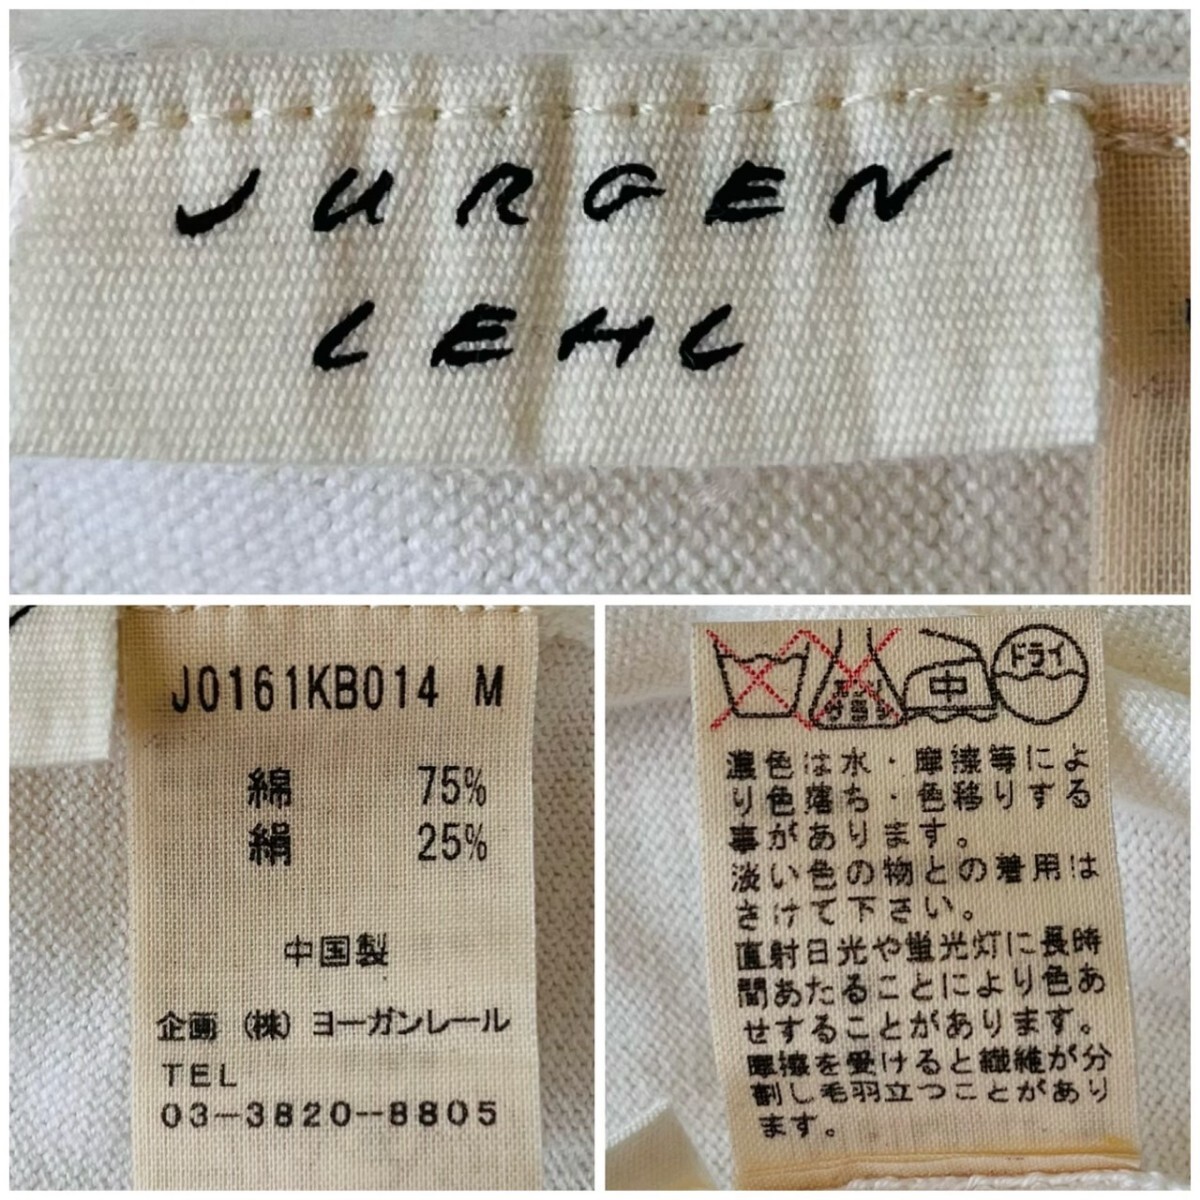 JURGEN
LEHL
J0161KB014 M
綿 75%
絹 25%
中国製
企画 (株) ヨーガンレール
TEL
03-3820-8805
エンソ
サラシ
中
ドライ
濃色は水・摩擦等によ
り色落ち・色移りする
事があります。
淡い色の物との着用は
さけて下さい。
直射日光や蛍光灯に長時
間あたることにより色あ
せすることがあります。
摩擦を受けると繊維が分
割し毛羽立つことがあり
ます。